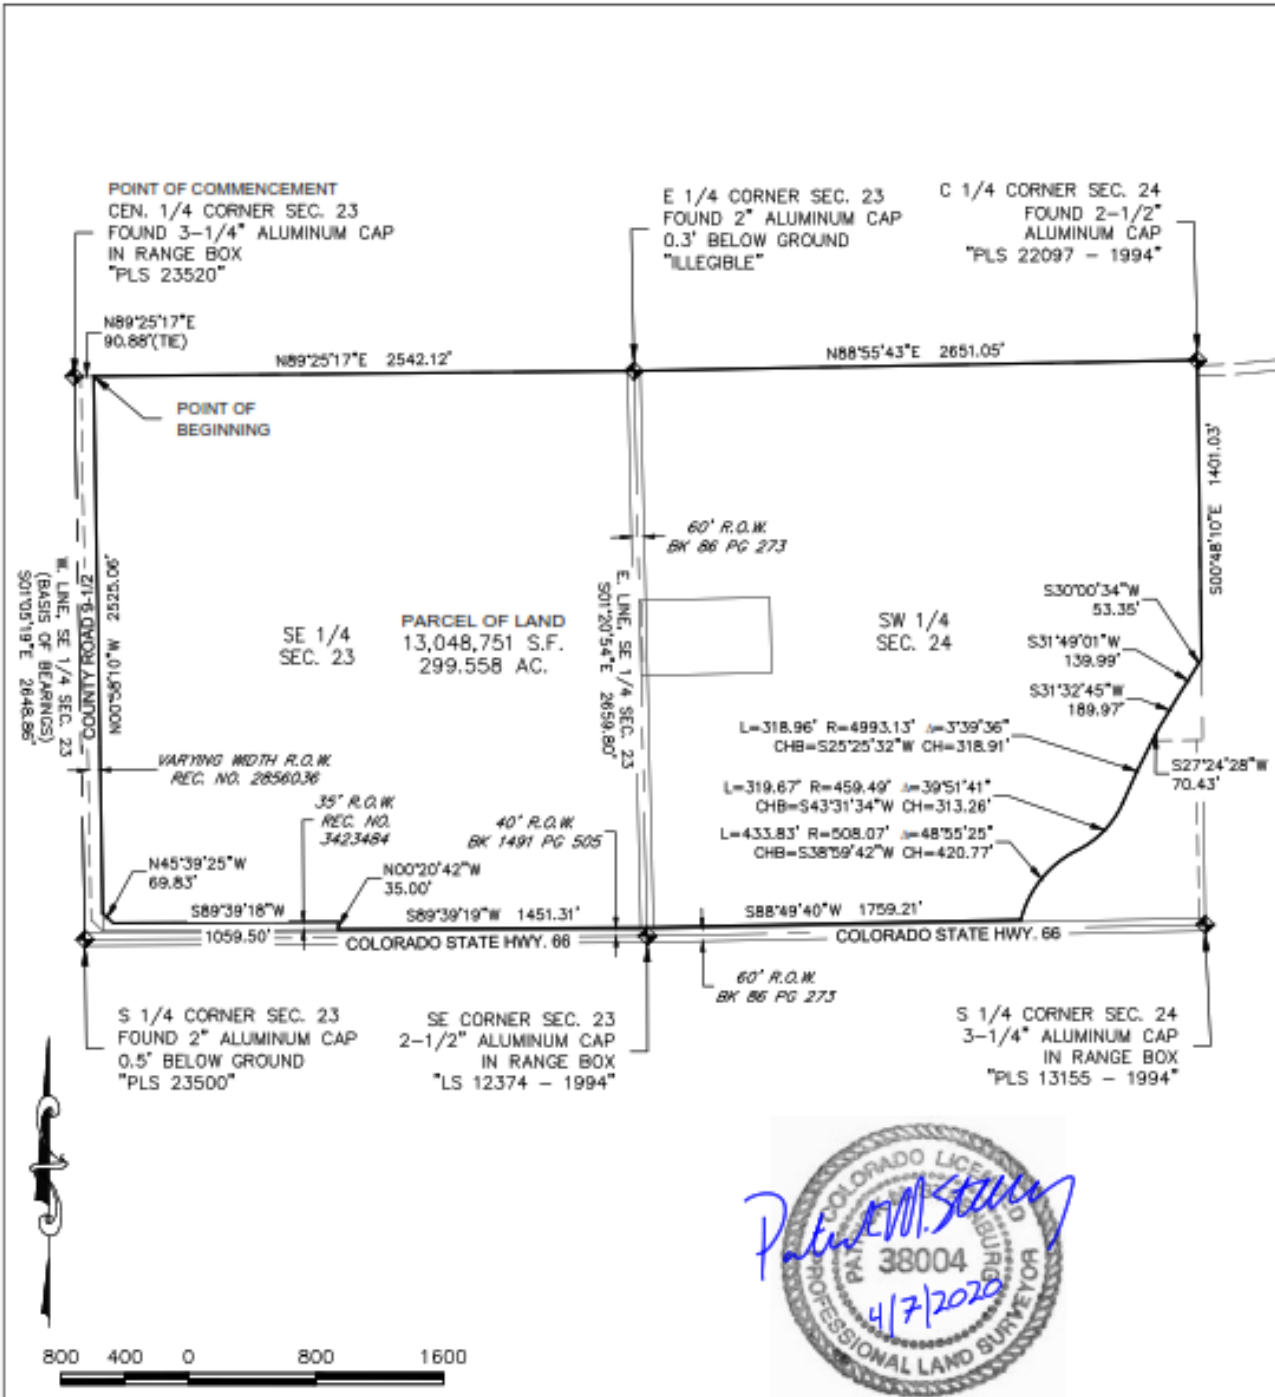 POINT OF COMMENCEMENT
CEN. 1/4 CORNER SEC. 23
FOUND 3-1/4" ALUMINUM CAP
IN RANGE BOX
"PLS 23520"
E 1/4 CORNER SEC. 23
FOUND 2" ALUMINUM CAP
0.3' BELOW GROUND
"ILLEGIBLE"
C 1/4 CORNER SEC. 24
FOUND 2-1/2"
ALUMINUM CAP
"PLS 22097 - 1994"
N89°25'17"E
90.88'(TIE)
N89°25'17"E 2542.12'
N88°55'43"E 2651.05'
POINT OF
BEGINNING
S00°48'10"E 1401.03'
60' R.O.W.
BK 86 PG 273
W. LINE, SE 1/4 SEC. 23
(BASIS OF BEARINGS)
S01°05'19"E 2648.86'
COUNTY ROAD 9-1/2
N00°58'10"W 2525.06'
SE 1/4
SEC. 23
PARCEL OF LAND
13,048,751 S.F.
299.558 AC.
E. LINE, SE 1/4 SEC. 23
S01°20'54"E 2659.80'
SW 1/4
SEC. 24
S30°00'34"W
53.35'
S31°49'01"W
139.99'
S31°32'45"W
189.97'
S27°24'28"W
70.43'
L=318.96' R=4993.13' Δ=3°39'36"
CHB=S25°25'32"W CH=318.91'
L=319.67' R=459.49' Δ=39°51'41"
CHB=S43°31'34"W CH=313.26'
L=433.83' R=508.07' Δ=48°55'25"
CHB=S38°59'42"W CH=420.77'
VARYING WIDTH R.O.W.
REC. NO. 2856036
35' R.O.W.
REC. NO.
3423484
40' R.O.W.
BK 1491 PG 505
N45°39'25"W
69.83'
N00°20'42"W
35.00'
S89°39'18"W
1059.50'
S89°39'19"W 1451.31'
S88°49'40"W 1759.21'
COLORADO STATE HWY. 66
COLORADO STATE HWY. 66
60' R.O.W.
BK 86 PG 273
S 1/4 CORNER SEC. 23
FOUND 2" ALUMINUM CAP
0.5' BELOW GROUND
"PLS 23500"
SE CORNER SEC. 23
2-1/2" ALUMINUM CAP
IN RANGE BOX
"LS 12374 - 1994"
S 1/4 CORNER SEC. 24
3-1/4" ALUMINUM CAP
IN RANGE BOX
"PLS 13155 - 1994"
COLORADO LICENSED
38004
4/7/2020
PROFESSIONAL LAND SURVEYOR
800 400 0 800 1600